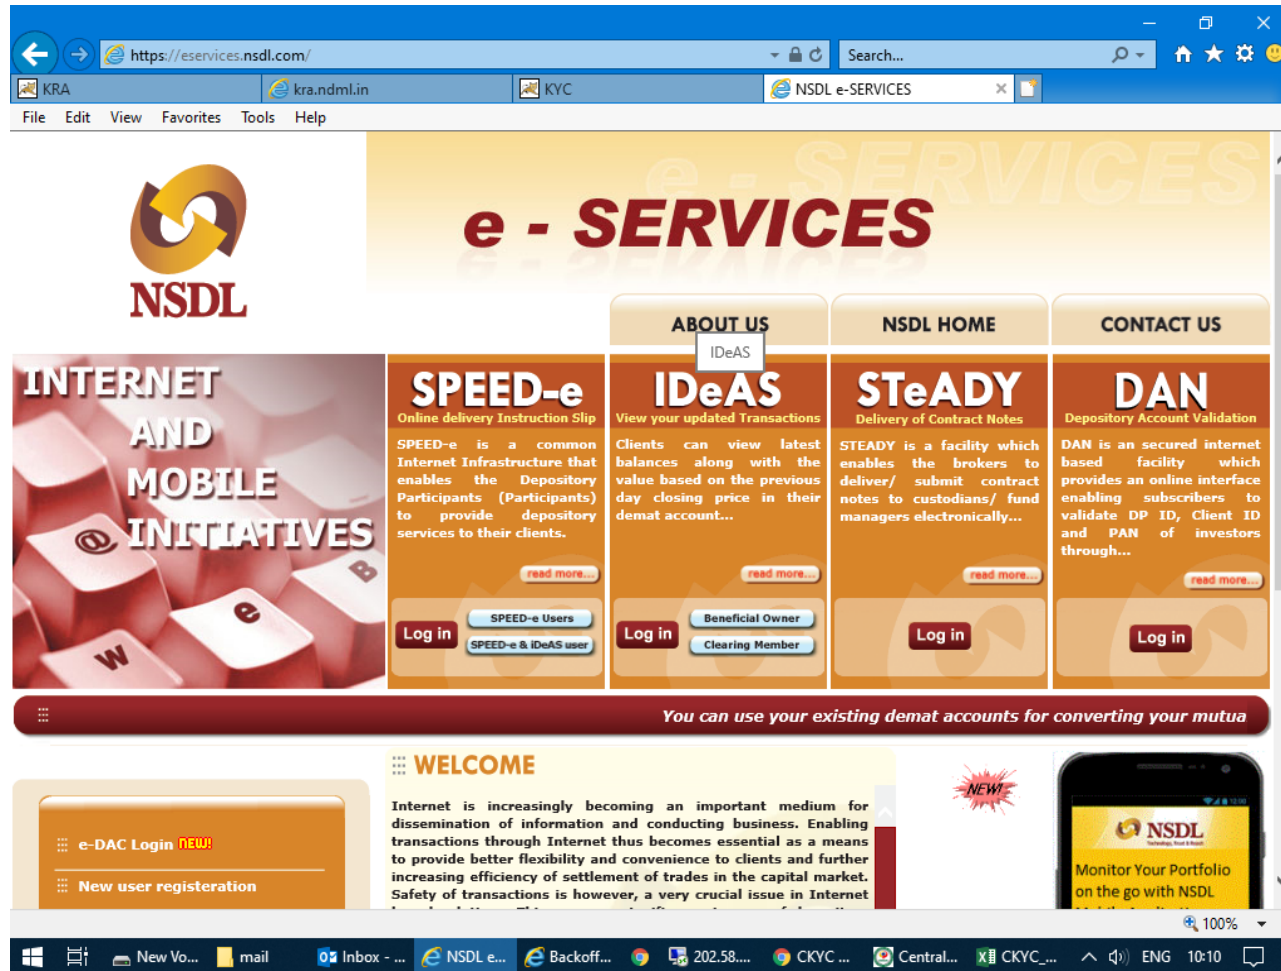 https://eservices.nsdl.com/
Search...
KRA
kra.ndml.in
KYC
NSDL e-SERVICES
File Edit View Favorites Tools Help
e - SERVICES
NSDL
e - SERVICES
ABOUT US
NSDL HOME
CONTACT US
IDeAS
INTERNET
AND
MOBILE
INITIATIVES
@
B
e
W
SPEED-e
Online delivery Instruction Slip
SPEED-e is a common
Internet Infrastructure that
enables the Depository
Participants (Participants)
to provide depository
services to their clients.
read more...
Log in
SPEED-e Users
SPEED-e & iDeAS user
IDeAS
View your updated Transactions
Clients can view latest
balances along with the
value based on the previous
day closing price in their
demat account...
read more...
Log in
Beneficial Owner
Clearing Member
STeADY
Delivery of Contract Notes
STEADY is a facility which
enables the brokers to
deliver/ submit contract
notes to custodians/ fund
managers electronically...
read more...
Log in
DAN
Depository Account Validation
DAN is an secured internet
based facility which
provides an online interface
enabling subscribers to
validate DP ID, Client ID
and PAN of investors
through...
read more...
Log in
You can use your existing demat accounts for converting your mutua
e-DAC Login NEW!
New user registeration
WELCOME
Internet is increasingly becoming an important medium for
dissemination of information and conducting business. Enabling
transactions through Internet thus becomes essential as a means
to provide better flexibility and convenience to clients and further
increasing efficiency of settlement of trades in the capital market.
Safety of transactions is however, a very crucial issue in Internet
NEW!
NSDL
Technology, Trust & Reach
Monitor Your Portfolio
on the go with NSDL
100%
New Vo...
mail
Inbox - ...
NSDL e...
Backoff...
202.58....
CKYC ...
Central...
CKYC_...
ENG
10:10